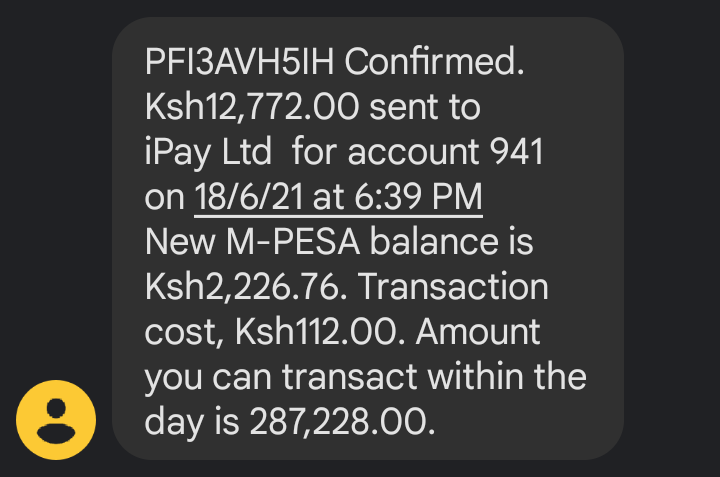 PFI3AVH5IH Confirmed.
Ksh12,772.00 sent to
iPay Ltd  for account 941
on 18/6/21 at 6:39 PM
New M-PESA balance is
Ksh2,226.76. Transaction
cost, Ksh112.00. Amount
you can transact within the
day is 287,228.00.